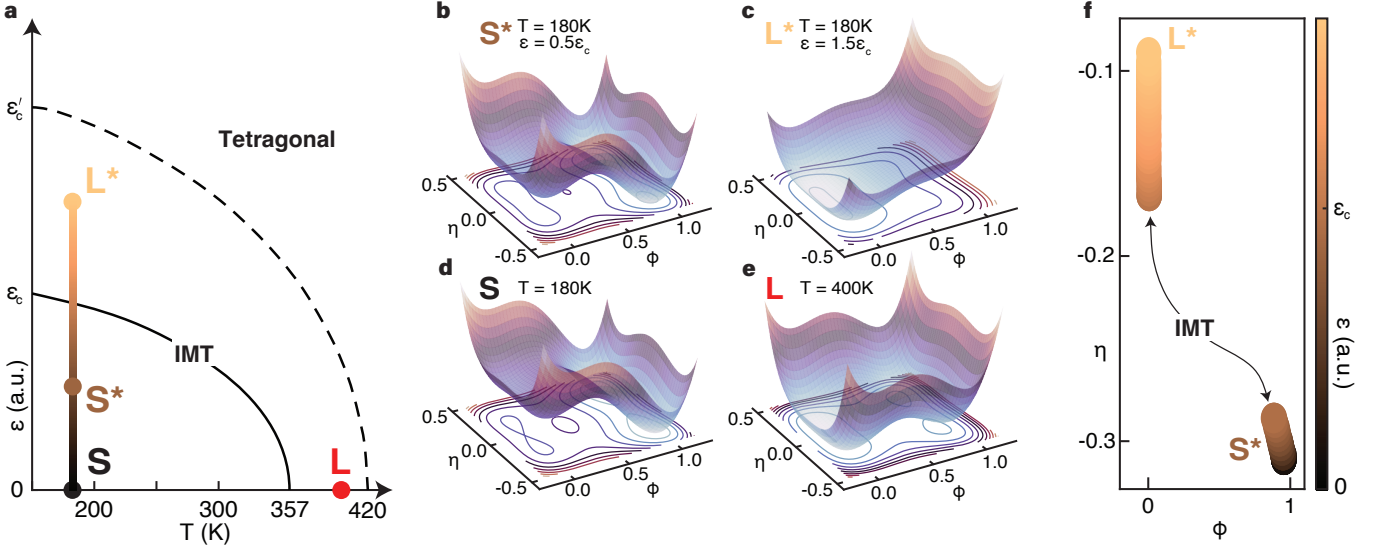 a
ε′c
Tetragonal
L*
εc
IMT
S*
S
L
ε (a.u.)
0
200
300
357
420
T (K)
b
S*
T = 180K
ε = 0.5εc
0.5
0.0
-0.5
η
0.0
0.5
1.0
ϕ
c
L*
T = 180K
ε = 1.5εc
0.5
0.0
-0.5
η
0.0
0.5
1.0
ϕ
d
S
T = 180K
0.5
0.0
-0.5
η
0.0
0.5
1.0
ϕ
e
L
T = 400K
0.5
0.0
-0.5
η
0.0
0.5
1.0
ϕ
f
L*
-0.1
-0.2
η
-0.3
IMT
S*
0
1
ϕ
εc
ε (a.u.)
0